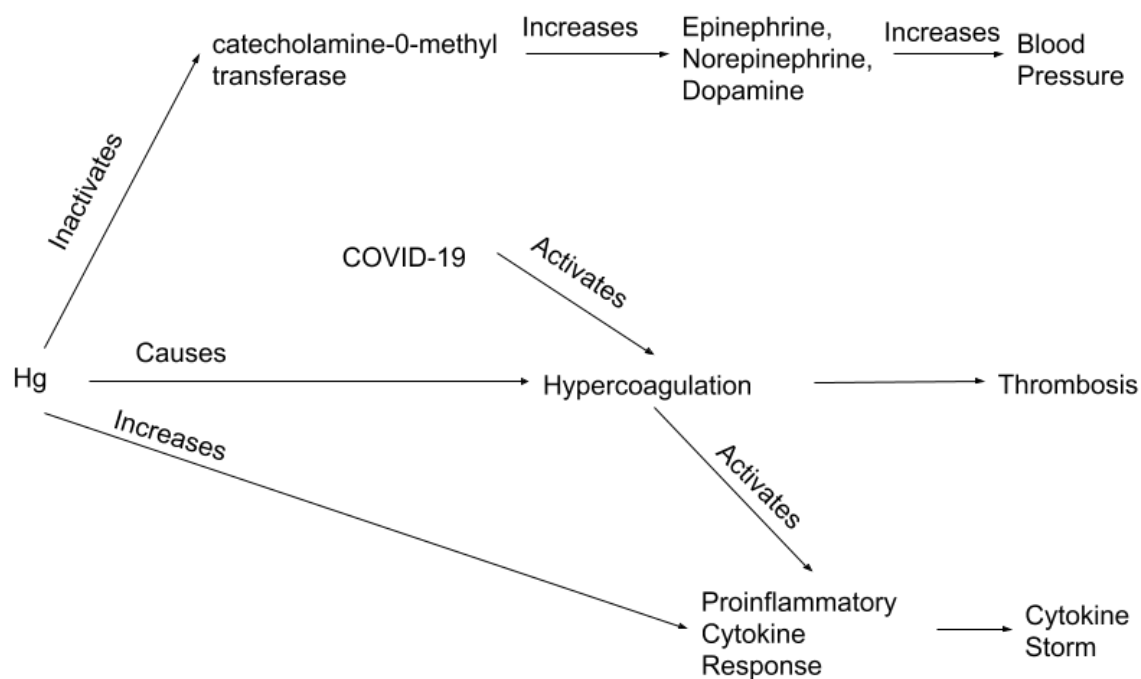 catecholamine-0-methyl
transferase
Increases
Epinephrine,
Norepinephrine,
Dopamine
Increases
Blood
Pressure
Inactivates
COVID-19
Activates
Hg
Causes
Hypercoagulation
Thrombosis
Increases
Activates
Proinflammatory
Cytokine
Response
Cytokine
Storm